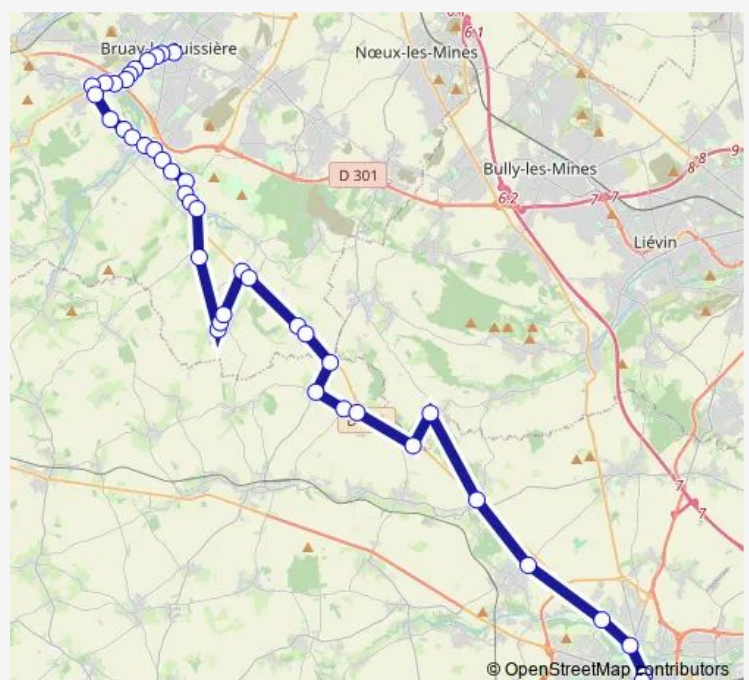 Bruay-la-Buissière
Nœux-les-Mines
6.1
D 301
Bully-les-Mines
8.8
9
6.2
7
7
Liévin
7
7
© OpenStreetMap contributors